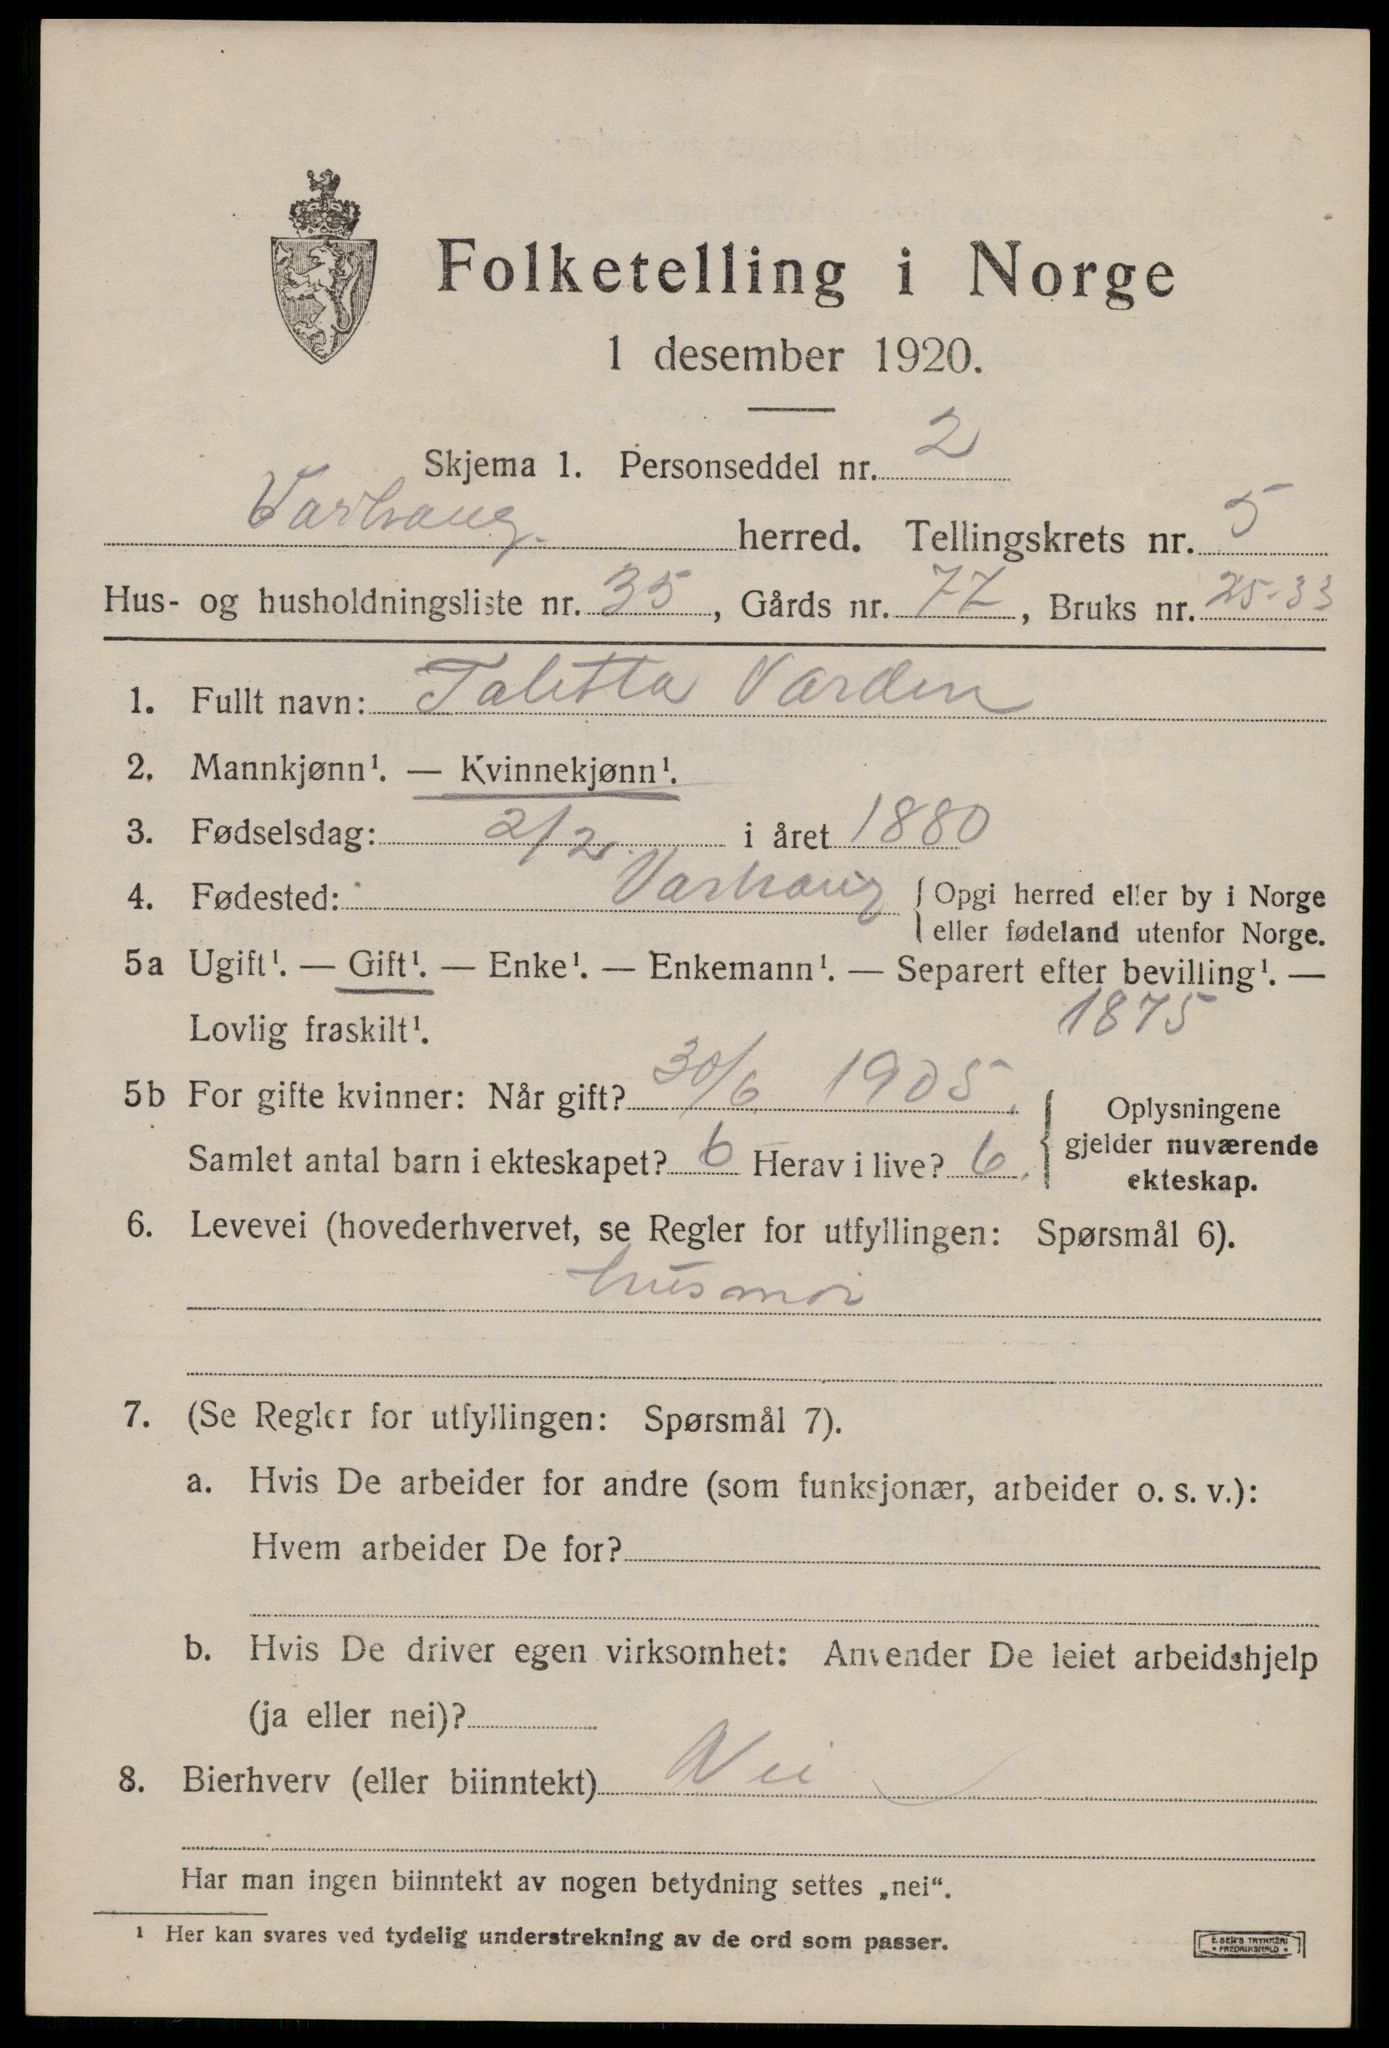 Folketelling i Norge
1 desember 1920.
Skjema 1. Personseddel nr. 2
Varhaug. herred. Tellingskrets nr. 5
Hus- og husholdningsliste nr. 35, Gårds nr. 77, Bruks nr. 25-33
1. Fullt navn: Taletta Varden
2. Mannkjønn¹. — Kvinnekjønn¹.
3. Fødselsdag: 2/2. i året 1880
4. Fødested: Varhaug { Opgi herred eller by i Norge
eller fødeland utenfor Norge.
5a Ugift¹. — Gift¹. — Enke¹. — Enkemann¹. — Separert efter bevilling¹. —
Lovlig fraskilt¹. 1875
5b For gifte kvinner: Når gift? 30/6 1905.
Samlet antal barn i ekteskapet? 6 Herav i live? 6.
{ Oplysningene
gjelder nuværende
ekteskap.
6. Levevei (hovederhvervet, se Regler for utfyllingen: Spørsmål 6).
husmor
7. (Se Regler for utfyllingen: Spørsmål 7).
a. Hvis De arbeider for andre (som funksjonær, arbeider o. s. v.):
Hvem arbeider De for?
b. Hvis De driver egen virksomhet: Anvender De leiet arbeidshjelp
(ja eller nei)?
8. Bierhverv (eller biinntekt) Nei
Har man ingen biinntekt av nogen betydning settes „nei“.
¹ Her kan svares ved tydelig understrekning av de ord som passer.
E. SEM'S TRYKKERI
• FREDRIKSHALD •